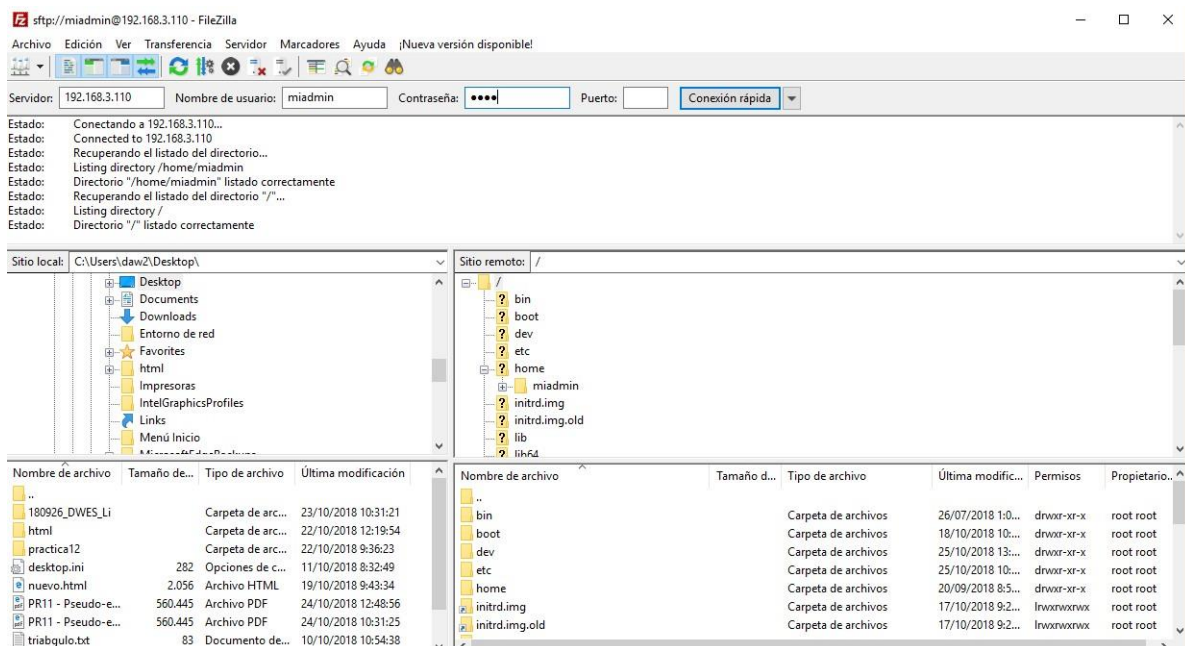 sftp://miadmin@192.168.3.110 - FileZilla
Archivo Edición Ver Transferencia Servidor Marcadores Ayuda ¡Nueva versión disponible!
Servidor: 192.168.3.110 Nombre de usuario: miadmin Contraseña: •••• Puerto: Conexión rápida
Estado: Conectando a 192.168.3.110...
Estado: Connected to 192.168.3.110
Estado: Recuperando el listado del directorio...
Estado: Listing directory /home/miadmin
Estado: Directorio "/home/miadmin" listado correctamente
Estado: Recuperando el listado del directorio "/"...
Estado: Listing directory /
Estado: Directorio "/" listado correctamente
Sitio local: C:\Users\daw2\Desktop\
Desktop
Documents
Downloads
Entorno de red
Favorites
html
Impresoras
IntelGraphicsProfiles
Links
Menú Inicio
Sitio remoto: /
/
bin
boot
dev
etc
home
miadmin
initrd.img
initrd.img.old
lib
lib64
Nombre de archivo Tamaño de... Tipo de archivo Última modificación
..
180926_DWES_Li Carpeta de arc... 23/10/2018 10:31:21
html Carpeta de arc... 22/10/2018 12:19:54
practica12 Carpeta de arc... 22/10/2018 9:36:23
desktop.ini 282 Opciones de c... 11/10/2018 8:32:49
nuevo.html 2.056 Archivo HTML 19/10/2018 9:43:34
PR11 - Pseudo-e... 560.445 Archivo PDF 24/10/2018 12:48:56
PR11 - Pseudo-e... 560.445 Archivo PDF 24/10/2018 10:31:25
triabgulo.txt 83 Documento de... 10/10/2018 10:54:38
Nombre de archivo Tamaño d... Tipo de archivo Última modific... Permisos Propietario...
..
bin Carpeta de archivos 26/07/2018 1:0... drwxr-xr-x root root
boot Carpeta de archivos 18/10/2018 10:... drwxr-xr-x root root
dev Carpeta de archivos 25/10/2018 13:... drwxr-xr-x root root
etc Carpeta de archivos 25/10/2018 10:... drwxr-xr-x root root
home Carpeta de archivos 20/09/2018 8:5... drwxr-xr-x root root
initrd.img Carpeta de archivos 17/10/2018 9:2... lrwxrwxrwx root root
initrd.img.old Carpeta de archivos 17/10/2018 9:2... lrwxrwxrwx root root